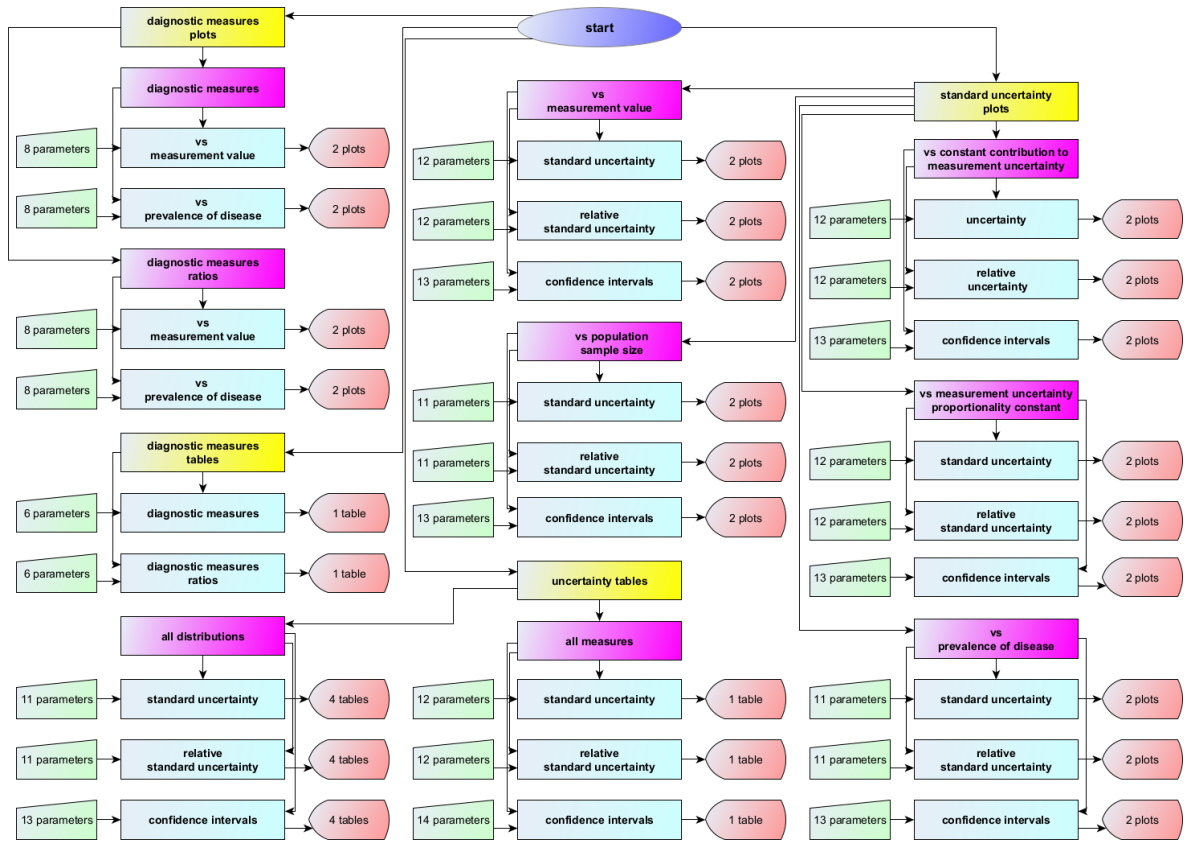 start
daignostic measures
plots
diagnostic measures
8 parameters
vs
measurement value
2 plots
8 parameters
vs
prevalence of disease
2 plots
diagnostic measures
ratios
8 parameters
vs
measurement value
2 plots
8 parameters
vs
prevalence of disease
2 plots
diagnostic measures
tables
6 parameters
diagnostic measures
1 table
6 parameters
diagnostic measures
ratios
1 table
all distributions
11 parameters
standard uncertainty
4 tables
11 parameters
relative
standard uncertainty
4 tables
13 parameters
confidence intervals
4 tables
vs
measurement value
12 parameters
standard uncertainty
2 plots
12 parameters
relative
standard uncertainty
2 plots
13 parameters
confidence intervals
2 plots
vs population
sample size
11 parameters
standard uncertainty
2 plots
11 parameters
relative
standard uncertainty
2 plots
13 parameters
confidence intervals
2 plots
uncertainty tables
all measures
12 parameters
standard uncertainty
1 table
12 parameters
relative
standard uncertainty
1 table
14 parameters
confidence intervals
1 table
standard uncertainty
plots
vs constant contribution to
measurement uncertainty
12 parameters
uncertainty
2 plots
12 parameters
relative
uncertainty
2 plots
13 parameters
confidence intervals
2 plots
vs measurement uncertainty
proportionality constant
12 parameters
standard uncertainty
2 plots
12 parameters
relative
standard uncertainty
2 plots
13 parameters
confidence intervals
2 plots
vs
prevalence of disease
11 parameters
standard uncertainty
2 plots
11 parameters
relative
standard uncertainty
2 plots
13 parameters
confidence intervals
2 plots